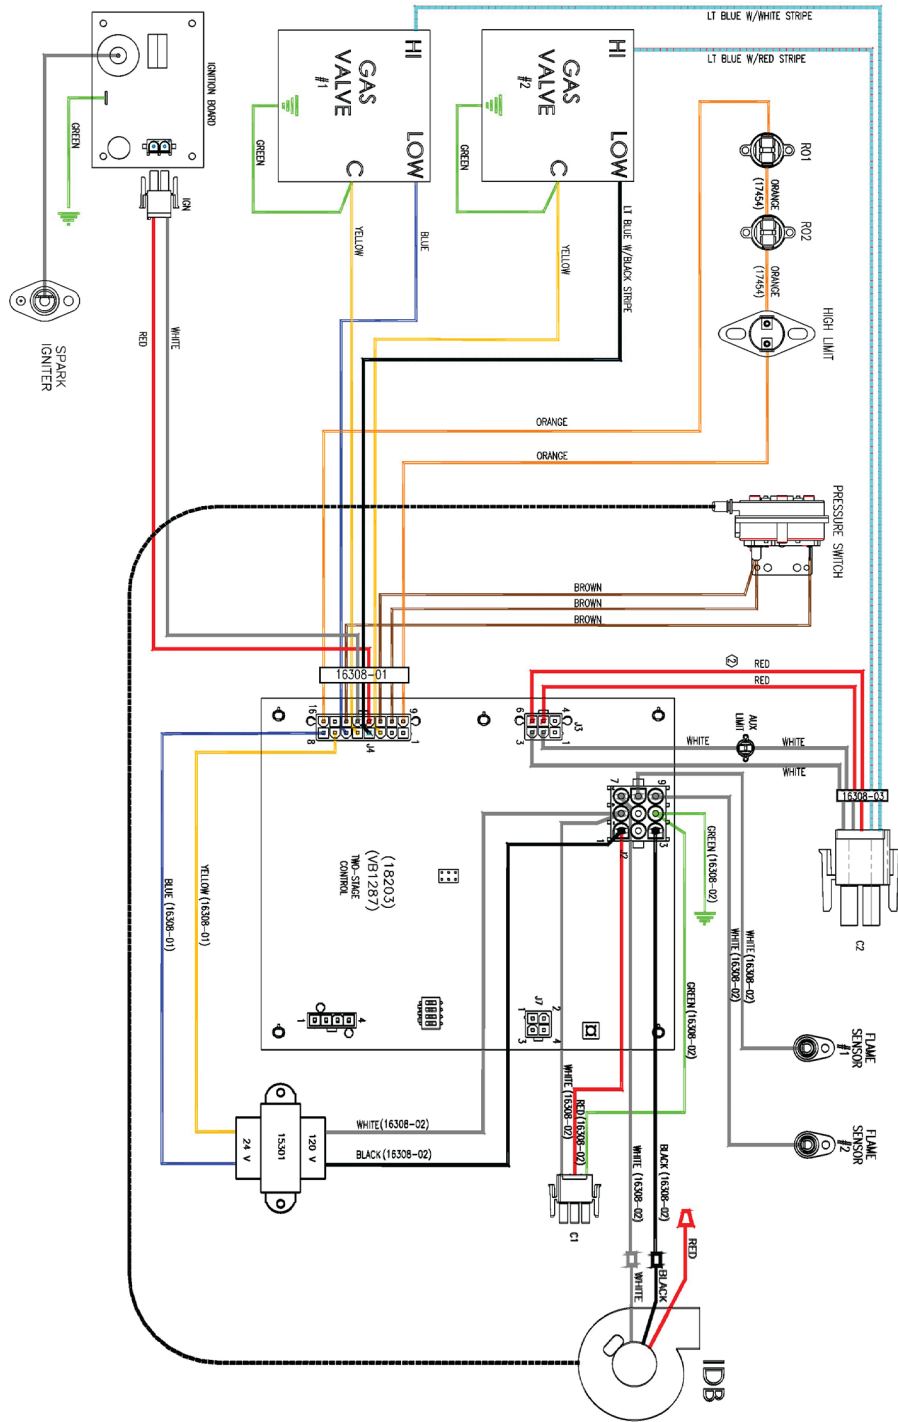 LT BLUE W/WHITE STRIPE
LT BLUE W/RED STRIPE
IGNITION BOARD
GREEN
IGN
SPARK
IGNITER
RED
WHITE
HI
GAS
VALVE
#1
LOW
C
GREEN
YELLOW
BLUE
HI
GAS
VALVE
#2
LOW
C
GREEN
YELLOW
LT BLUE W/BLACK STRIPE
RO1
ORANGE
(17454)
RO2
ORANGE
(17454)
HIGH LIMIT
ORANGE
ORANGE
PRESSURE SWITCH
BROWN
BROWN
BROWN
16308-01
16
9
8
1
J4
(2)
RED
RED
6
4
3
1
J3
AUX
LIMIT
WHITE
WHITE
WHITE
16308-03
C2
7
9
1
3
J2
GREEN(16308-02)
WHITE(16308-02)
WHITE(16308-02)
(18203)
(VB1287)
TWO-STAGE
CONTROL
YELLOW(16308-01)
BLUE (16308-01)
GREEN (16308-02)
1
4
J7
1
2
3
4
FLAME
SENSOR
#1
FLAME
SENSOR
#2
24 V
15301
120 V
WHITE(16308-02)
BLACK(16308-02)
WHITE(16308-02)
RED(16308-02)
C1
WHITE (16308-02)
BLACK(16308-02)
RED
WHITE
BLACK
IDB